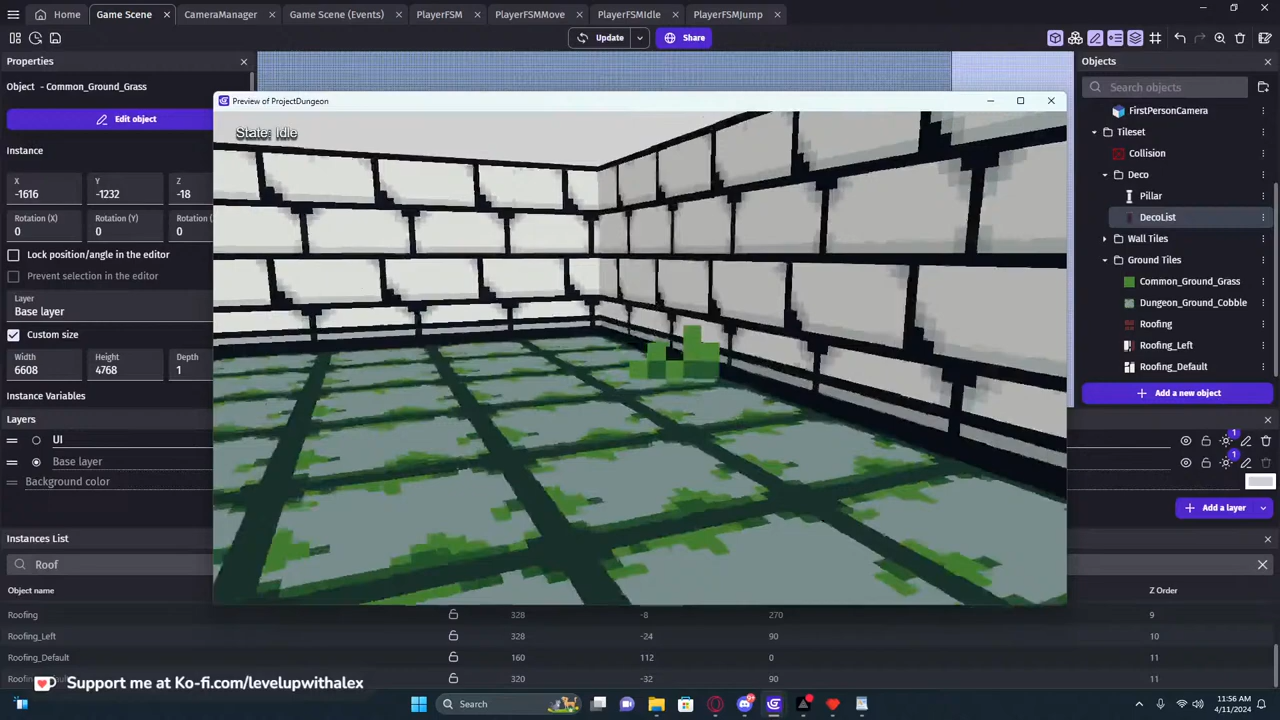 Home
Game Scene
CameraManager
Game Scene (Events)
PlayerFSM
PlayerFSMMove
PlayerFSMIdle
PlayerFSMJump
Update
Share
Properties
Object - Common_Ground_Grass
Edit object
Instance
X
-1616
Y
-1232
Z
-18
Rotation (X)
0
Rotation (Y)
0
Rotation (
0
Lock position/angle in the editor
Prevent selection in the editor
Layer
Base layer
Custom size
Width
6608
Height
4768
Depth
1
Instance Variables
Layers
UI
Base layer
Background color
Instances List
Roof
Object name
Roofing 328 -8 270 9
Roofing_Left 328 -24 90 10
Roofing_Default 160 112 0 11
320 -32 90 11
Z Order
Preview of ProjectDungeon
State: Idle
Objects
Search objects
FirstPersonCamera
Tileset
Collision
Deco
Pillar
DecoList
Wall Tiles
Ground Tiles
Common_Ground_Grass
Dungeon_Ground_Cobble
Roofing
Roofing_Left
Roofing_Default
Add a new object
1
1
Add a layer
Support me at Ko-fi.com/levelupwithalex
Search
11:56 AM
4/11/2024